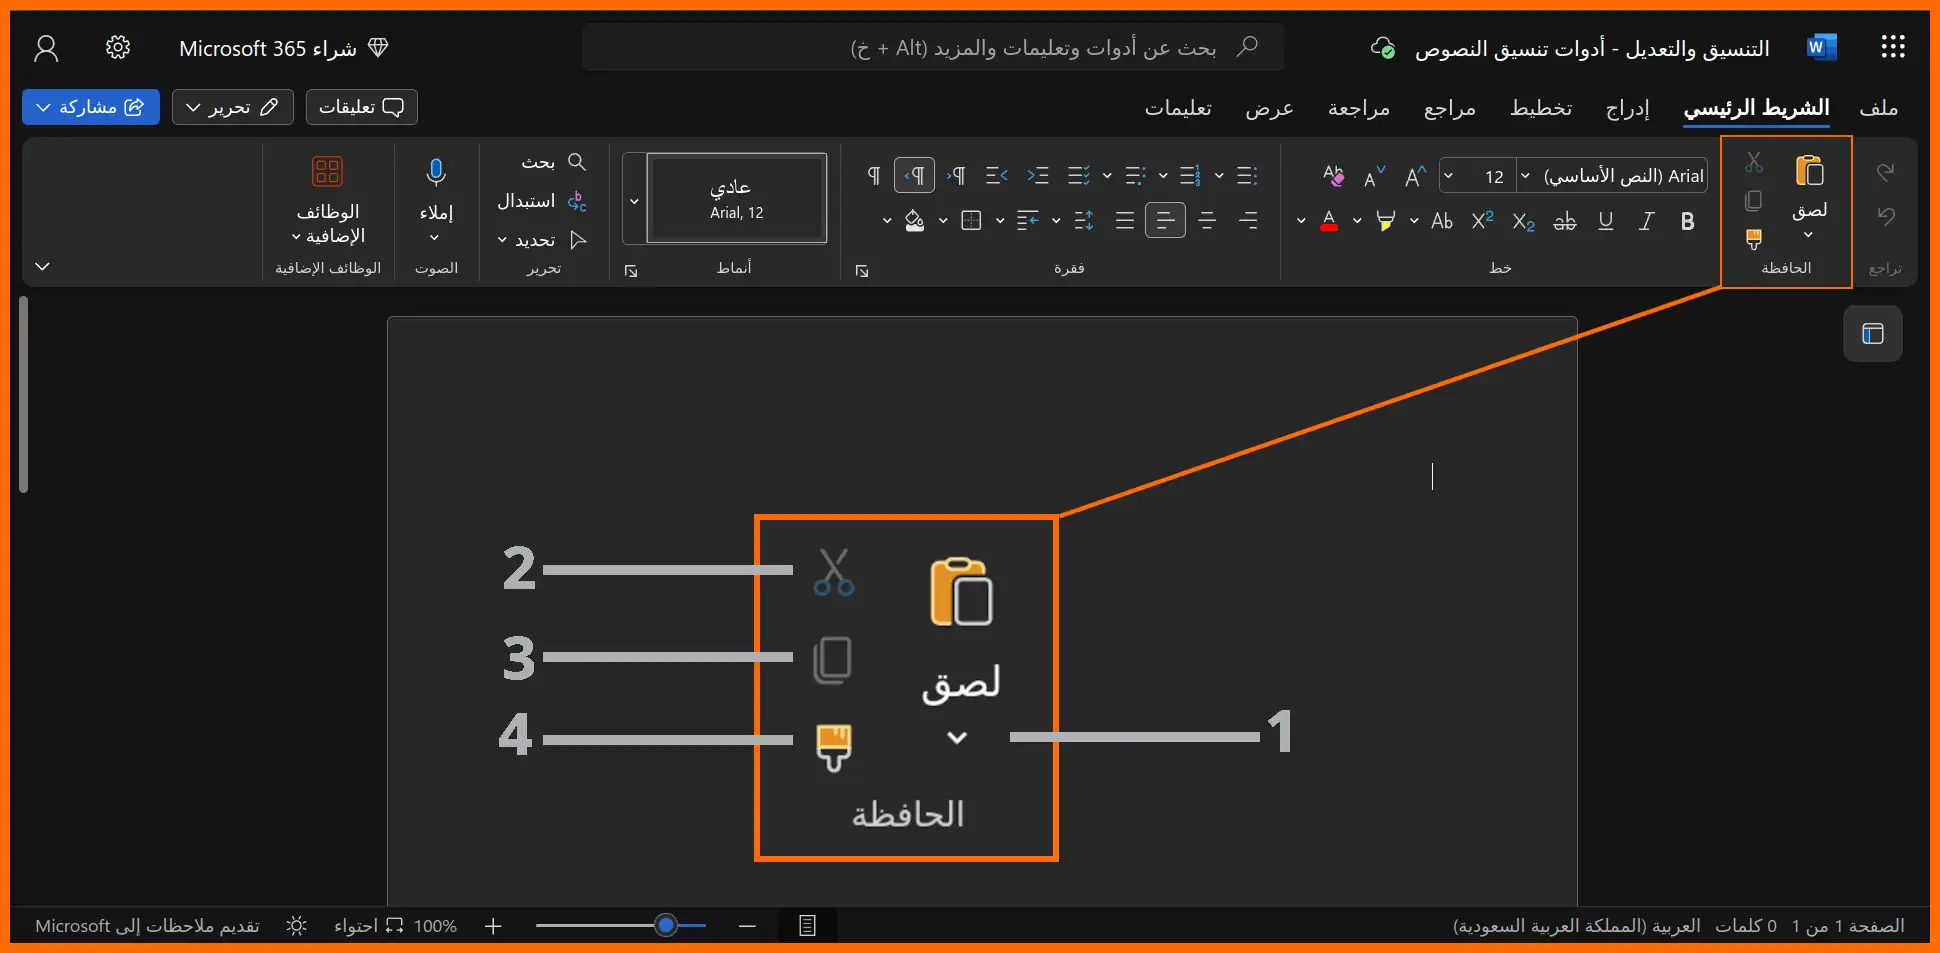 التنسيق والتعديل - أدوات تنسيق النصوص
بحث عن أدوات وتعليمات والمزيد (Alt + خ)
شراء Microsoft 365
ملف
الشريط الرئيسي
إدراج
تخطيط
مراجع
مراجعة
عرض
تعليمات
تعليقات
تحرير
مشاركة
تراجع
لصق
الحافظة
Arial (النص الأساسي)
12
خط
فقرة
عادي
Arial, 12
أنماط
بحث
استبدال
تحديد
تحرير
إملاء
الصوت
الوظائف
الإضافية
الوظائف الإضافية
2
3
4
لصق
1
الحافظة
الصفحة 1 من 1
0 كلمات
العربية (المملكة العربية السعودية)
100%
احتواء
تقديم ملاحظات إلى Microsoft